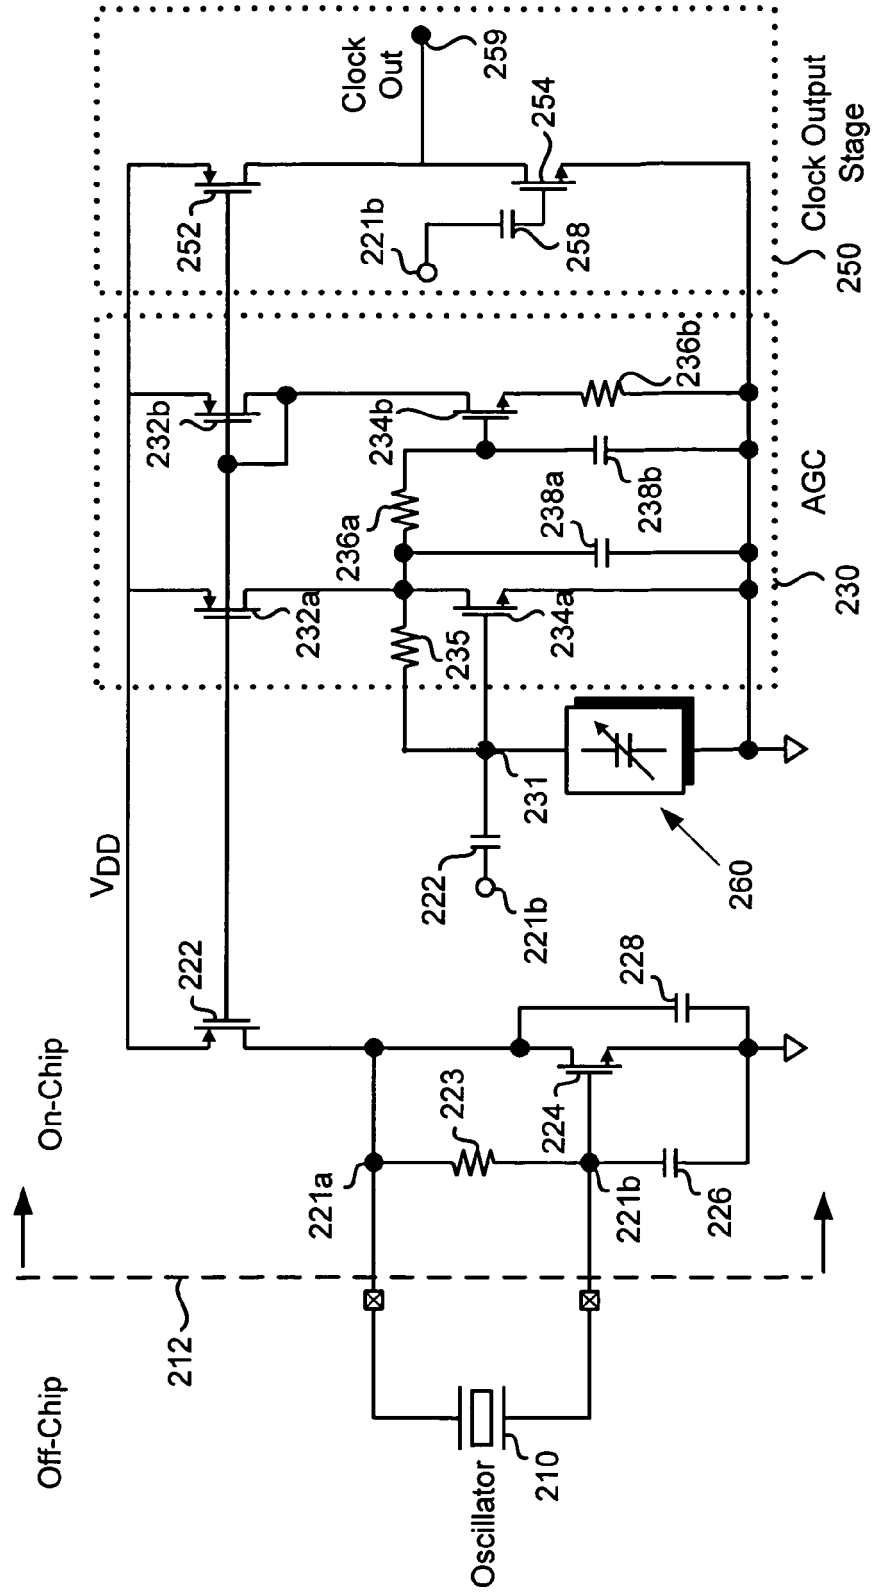 Off-Chip
On-Chip
212
VDD
222
252
232b
232a
Clock
Out
259
221b
258
254
236a
234b
236b
238a
238b
235
234a
231
222
221b
260
221a
223
224
228
221b
226
Oscillator
210
AGC
230
Clock Output
Stage
250